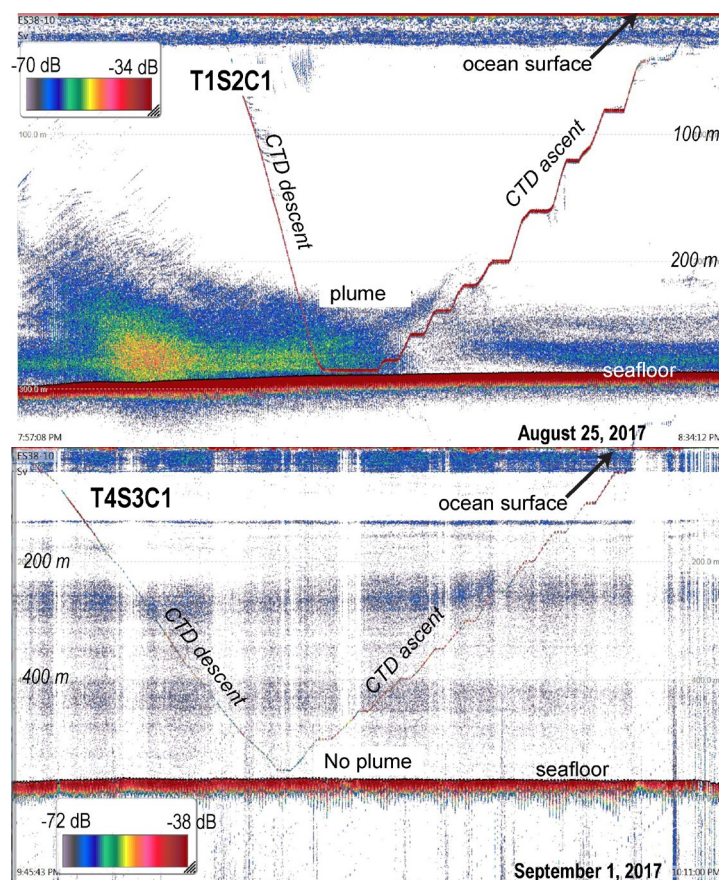 ES38-10
Sv
-70 dB
-34 dB
ocean surface
T1S2C1
100.0 m
100 m
CTD descent
CTD ascent
200 m
plume
seafloor
300.0 m
7:57:08 PM
August 25, 2017
8:34:12 PM
ES38-10
Sv
T4S3C1
ocean surface
200 m
200.0 m
CTD descent
CTD ascent
400 m
No plume
seafloor
-72 dB
-38 dB
9:45:43 PM
September 1, 2017
10:11:00 PM